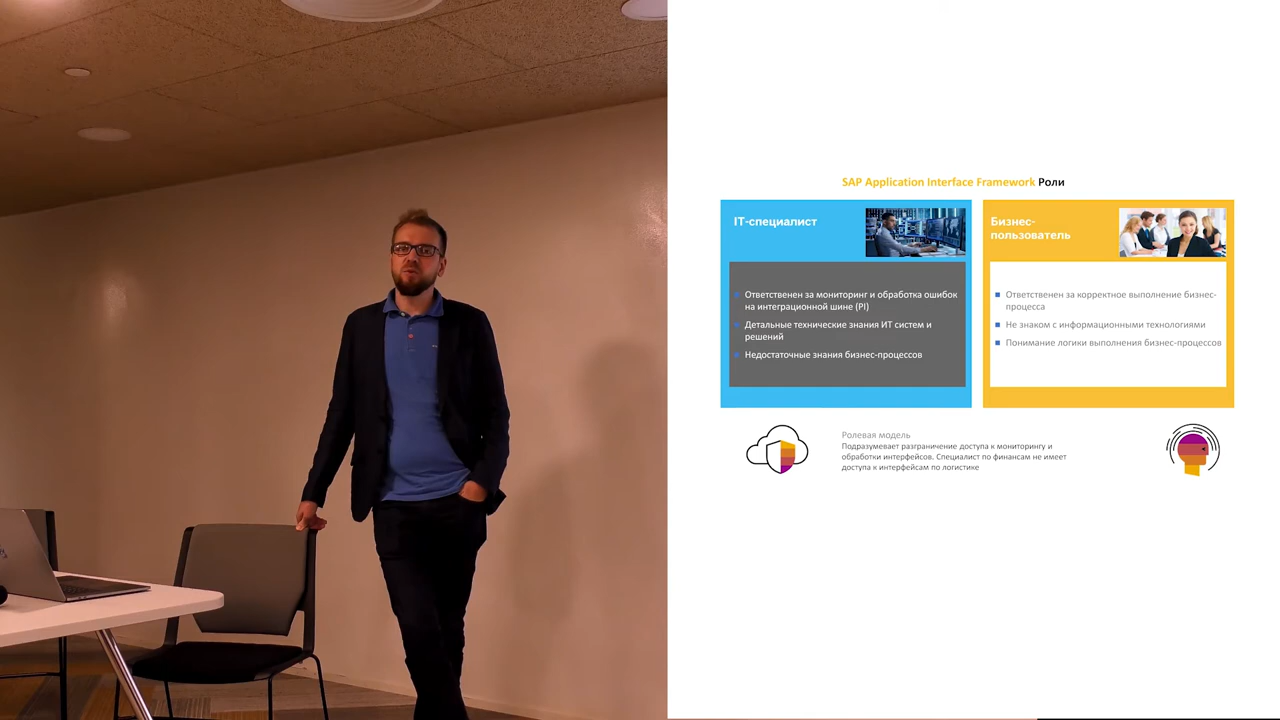 SAP Application Interface Framework Роли
IT-специалист
Ответственен за мониторинг и обработка ошибок
на интеграционной шине (PI)
Детальные технические знания ИТ систем и
решений
Недостаточные знания бизнес-процессов
Бизнес-
пользователь
Ответственен за корректное выполнение бизнес-
процесса
Не знаком с информационными технологиями
Понимание логики выполнения бизнес-процессов
Ролевая модель
Подразумевает разграничение доступа к мониторингу и
обработки интерфейсов. Специалист по финансам не имеет
доступа к интерфейсам по логистике